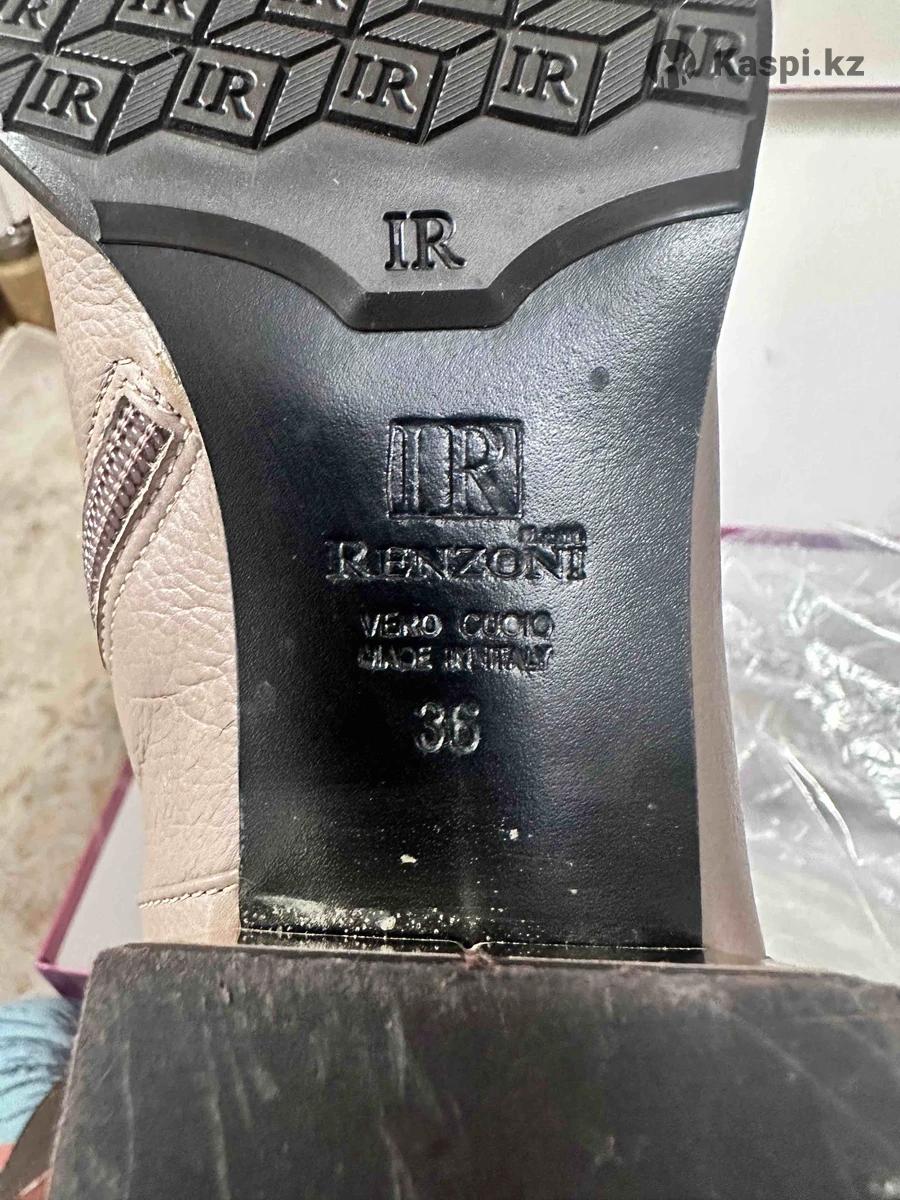 IR IR IR IR IR
Kaspi.kz
IR
IR
RENZONI
VERO CUOIO
MADE IN ITALY
36